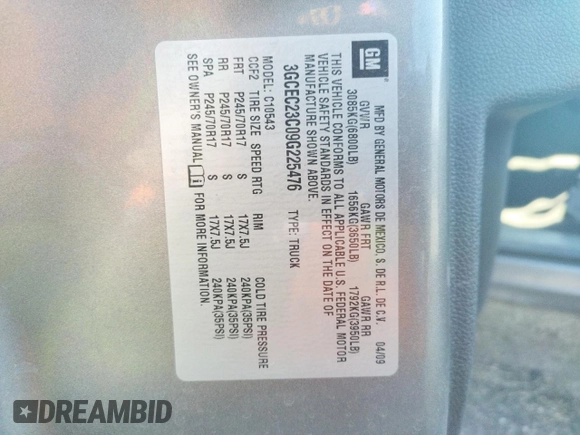 GM
MFD BY GENERAL MOTORS DE MEXICO, S. DE R.L. DE C.V. 04/09
GVWR GAWR FRT GAWR RR
3085KG(6800LB) 1656KG(3650LB) 1792KG(3950LB)
THIS VEHICLE CONFORMS TO ALL APPLICABLE U.S. FEDERAL MOTOR
VEHICLE SAFETY STANDARDS IN EFFECT ON THE DATE OF
MANUFACTURE SHOWN ABOVE.
3GCEC23C09G225476 TYPE: TRUCK
MODEL: C10543
CCF2 TIRE SIZE SPEED RTG RIM COLD TIRE PRESSURE
FRT P245/70R17 S 17X7.5J 240KPA(35PSI)
RR P245/70R17 S 17X7.5J 240KPA(35PSI)
SPA P245/70R17 S 17X7.5J 240KPA(35PSI)
SEE OWNER'S MANUAL FOR MORE INFORMATION.
DREAMBID